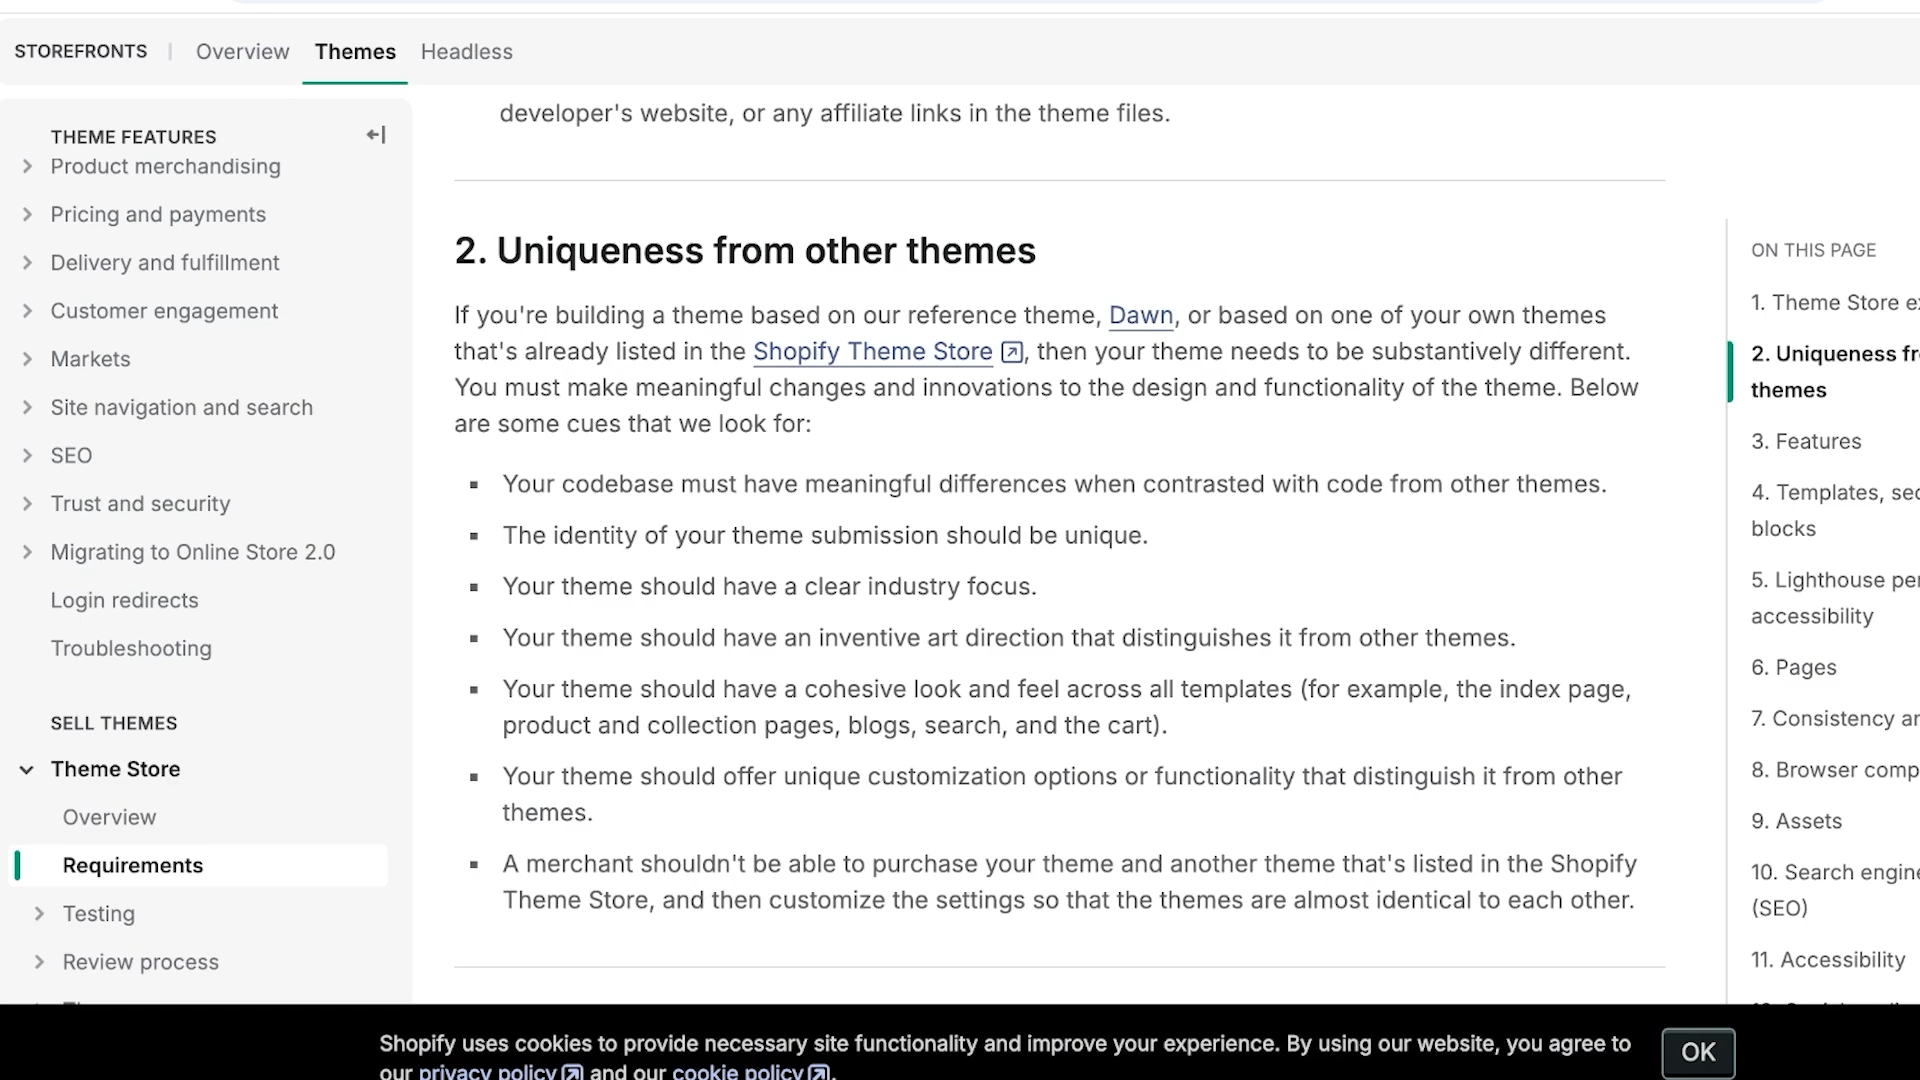 STOREFRONTS | Overview Themes Headless
THEME FEATURES
Product merchandising
Pricing and payments
Delivery and fulfillment
Customer engagement
Markets
Site navigation and search
SEO
Trust and security
Migrating to Online Store 2.0
Login redirects
Troubleshooting
SELL THEMES
Theme Store
Overview
Requirements
Testing
Review process
developer's website, or any affiliate links in the theme files.
2. Uniqueness from other themes
If you're building a theme based on our reference theme, Dawn, or based on one of your own themes
that's already listed in the Shopify Theme Store, then your theme needs to be substantively different.
You must make meaningful changes and innovations to the design and functionality of the theme. Below
are some cues that we look for:
▪ Your codebase must have meaningful differences when contrasted with code from other themes.
▪ The identity of your theme submission should be unique.
▪ Your theme should have a clear industry focus.
▪ Your theme should have an inventive art direction that distinguishes it from other themes.
▪ Your theme should have a cohesive look and feel across all templates (for example, the index page,
product and collection pages, blogs, search, and the cart).
▪ Your theme should offer unique customization options or functionality that distinguish it from other
themes.
▪ A merchant shouldn't be able to purchase your theme and another theme that's listed in the Shopify
Theme Store, and then customize the settings so that the themes are almost identical to each other.
ON THIS PAGE
1. Theme Store
2. Uniqueness
themes
3. Features
4. Templates,
blocks
5. Lighthouse
accessibility
6. Pages
7. Consistency
8. Browser
9. Assets
10. Search
(SEO)
11. Accessibility
Shopify uses cookies to provide necessary site functionality and improve your experience. By using our website, you agree to
our privacy policy and our cookie policy.
OK